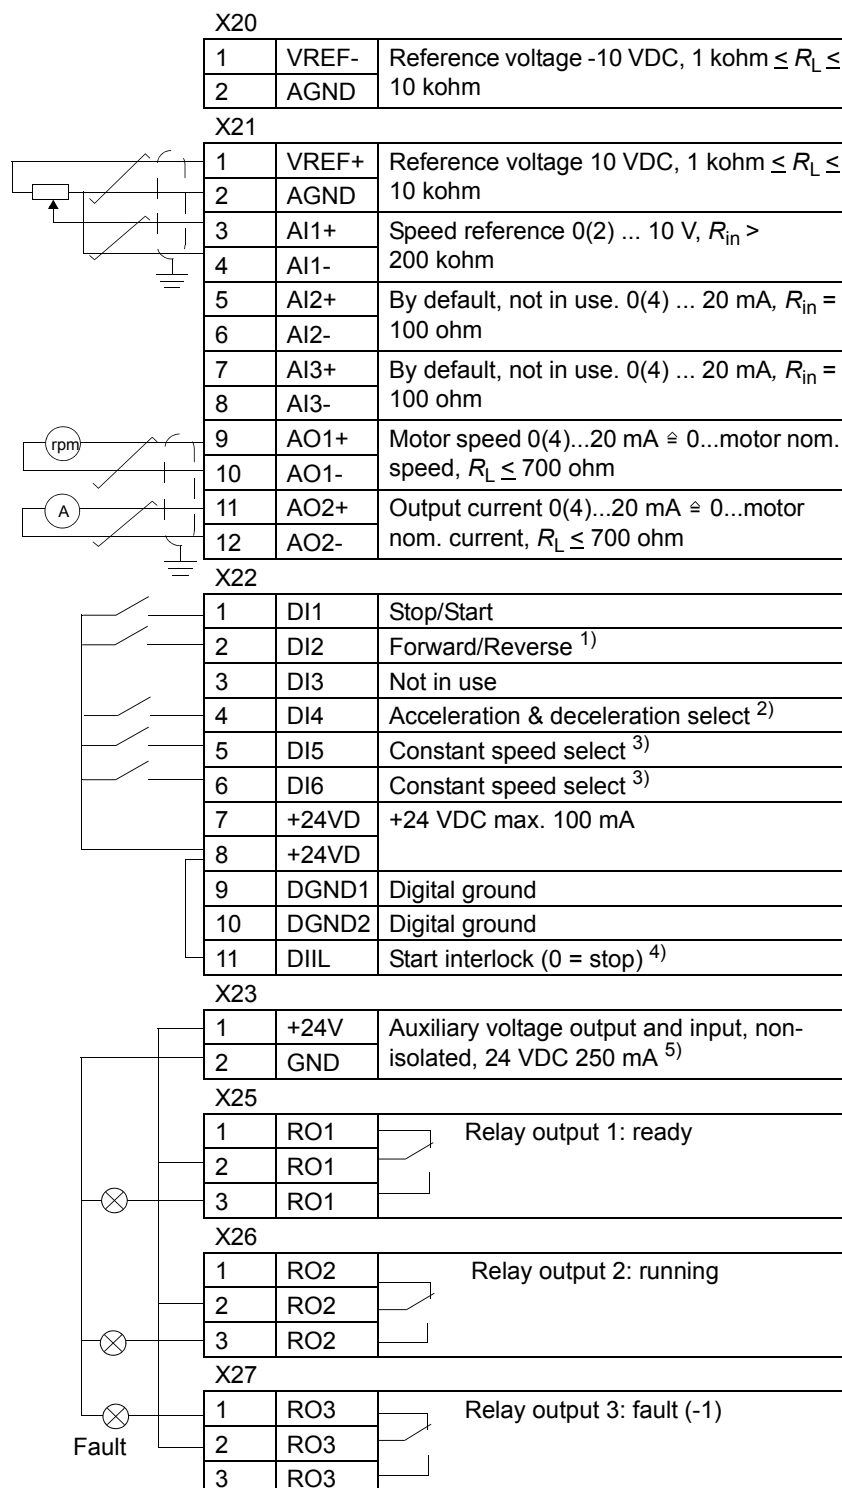 X20
1 VREF- Reference voltage -10 VDC, 1 kohm ≤ RL ≤
2 AGND 10 kohm
X21
1 VREF+ Reference voltage 10 VDC, 1 kohm ≤ RL ≤
2 AGND 10 kohm
3 AI1+ Speed reference 0(2) ... 10 V, Rin >
4 AI1- 200 kohm
5 AI2+ By default, not in use. 0(4) ... 20 mA, Rin =
6 AI2- 100 ohm
7 AI3+ By default, not in use. 0(4) ... 20 mA, Rin =
8 AI3- 100 ohm
rpm 9 AO1+ Motor speed 0(4)...20 mA ≙ 0...motor nom.
10 AO1- speed, RL ≤ 700 ohm
A 11 AO2+ Output current 0(4)...20 mA ≙ 0...motor
12 AO2- nom. current, RL ≤ 700 ohm
X22
1 DI1 Stop/Start
2 DI2 Forward/Reverse 1)
3 DI3 Not in use
4 DI4 Acceleration & deceleration select 2)
5 DI5 Constant speed select 3)
6 DI6 Constant speed select 3)
7 +24VD +24 VDC max. 100 mA
8 +24VD
9 DGND1 Digital ground
10 DGND2 Digital ground
11 DIIL Start interlock (0 = stop) 4)
X23
1 +24V Auxiliary voltage output and input, non-
2 GND isolated, 24 VDC 250 mA 5)
X25
1 RO1 Relay output 1: ready
2 RO1
3 RO1
X26
1 RO2 Relay output 2: running
2 RO2
3 RO2
X27
1 RO3 Relay output 3: fault (-1)
Fault 2 RO3
3 RO3